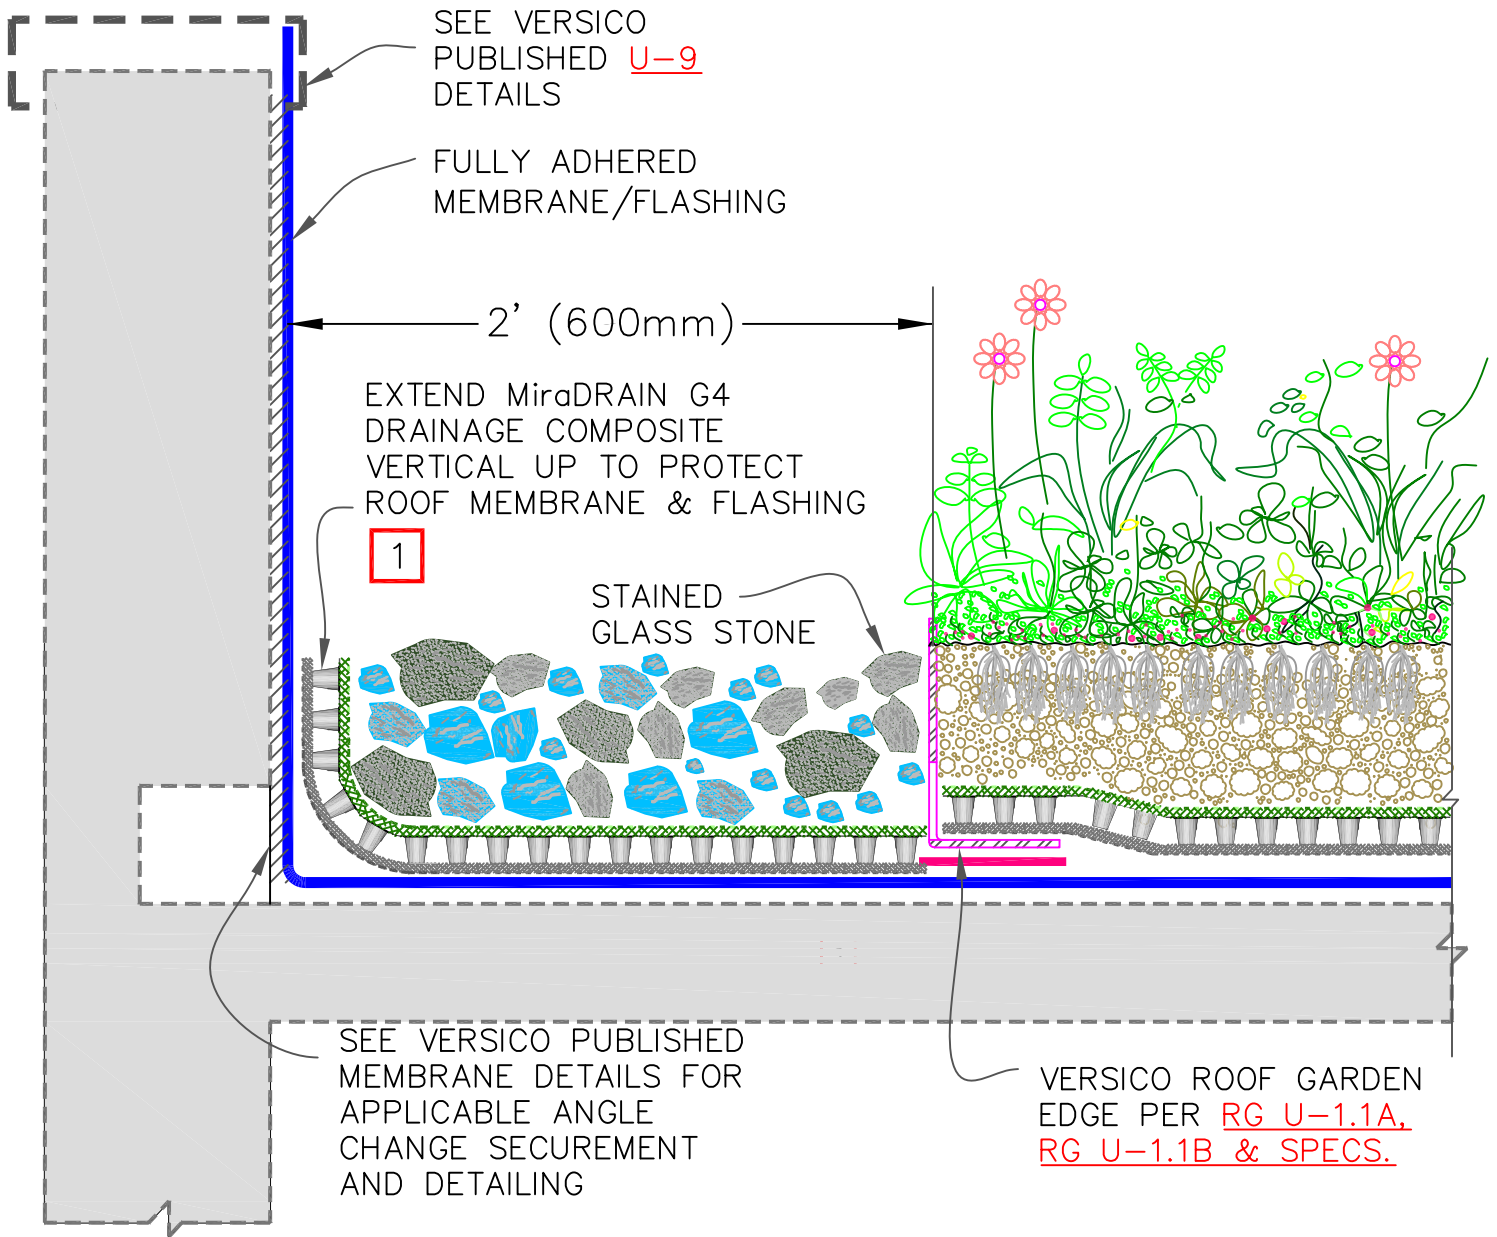 SEE VERSICO
PUBLISHED U-9
DETAILS
FULLY ADHERED
MEMBRANE/FLASHING
2' (600mm)
EXTEND MiraDRAIN G4
DRAINAGE COMPOSITE
VERTICAL UP TO PROTECT
ROOF MEMBRANE & FLASHING
1
STAINED
GLASS STONE
SEE VERSICO PUBLISHED
MEMBRANE DETAILS FOR
APPLICABLE ANGLE
CHANGE SECUREMENT
AND DETAILING
VERSICO ROOF GARDEN
EDGE PER RG U-1.1A,
RG U-1.1B & SPECS.